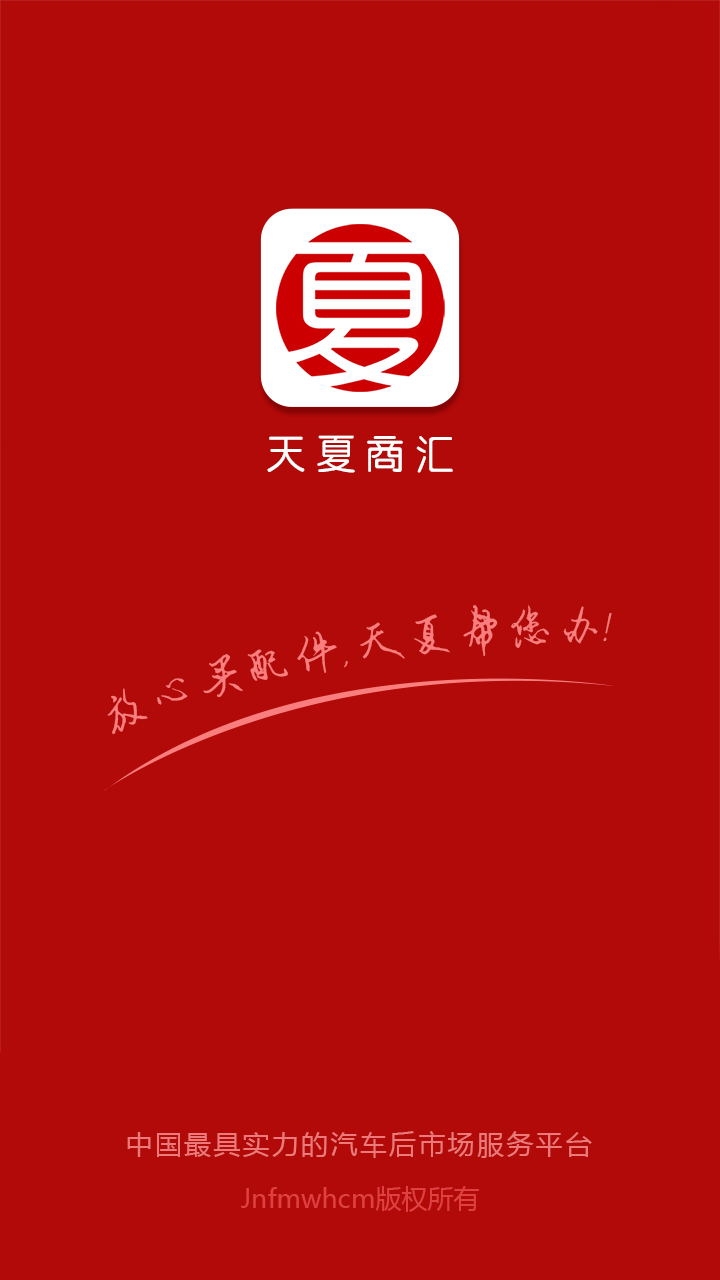 夏
天夏商汇
放心买配件,天夏帮您办!
中国最具实力的汽车后市场服务平台
Jnfmwhcm版权所有